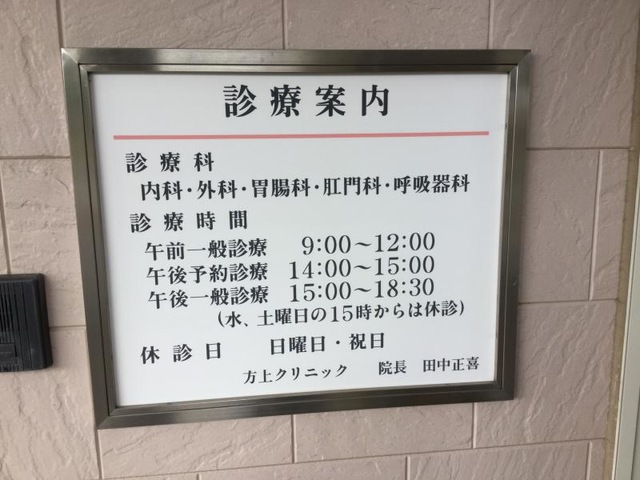 診療案内
診療科
内科・外科・胃腸科・肛門科・呼吸器科
診療時間
午前一般診療 9:00〜12:00
午後予約診療 14:00〜15:00
午後一般診療 15:00〜18:30
(水、土曜日の15時からは休診)
休診日 日曜日・祝日
方上クリニック 院長 田中正喜